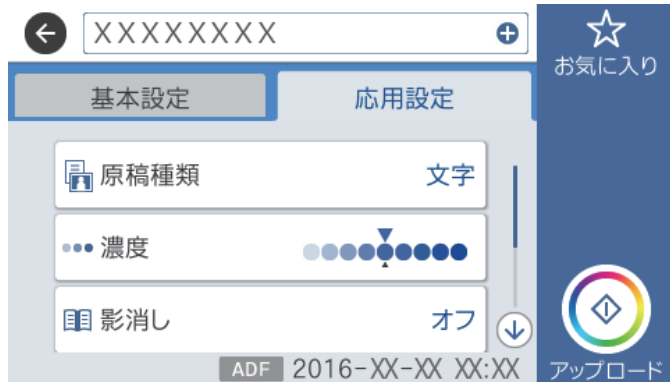 XXXXXXXX
お気に入り
基本設定
応用設定
原稿種類 文字
濃度
影消し オフ
ADF 2016-XX-XX XX:XX
アップロード